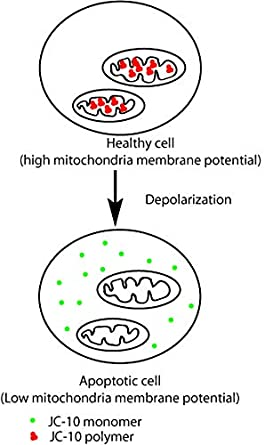 Healthy cell
(high mitochondria membrane potential)
Depolarization
Apoptotic cell
(Low mitochondria membrane potential)
JC-10 monomer
JC-10 polymer